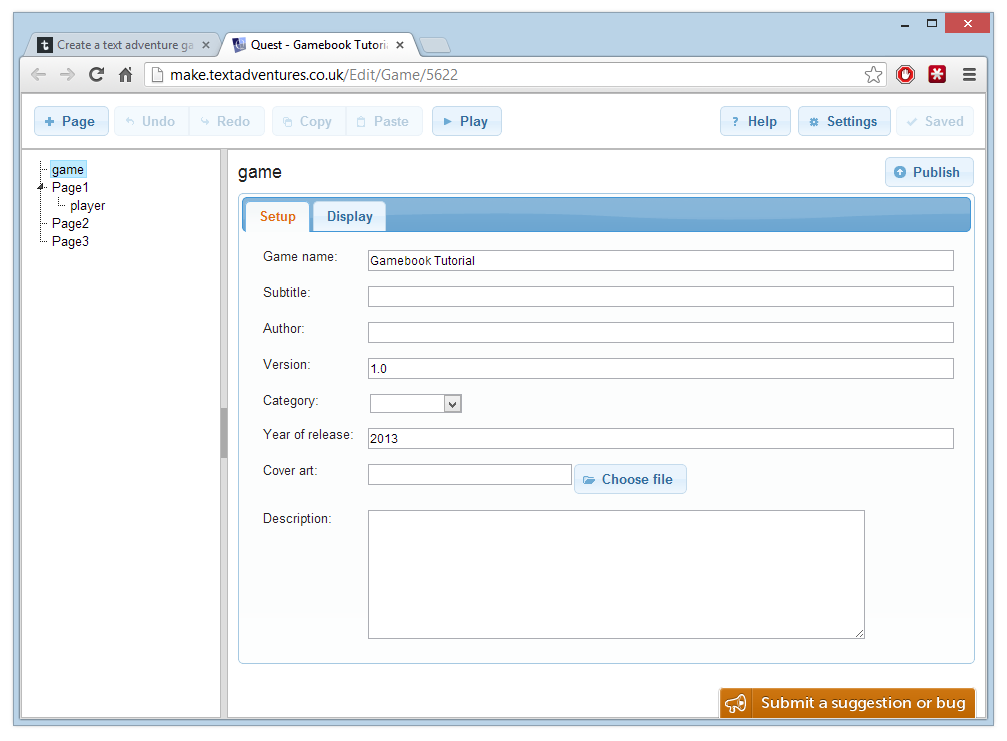 Create a text adventure ga
Quest - Gamebook Tutori
make.textadventures.co.uk/Edit/Game/5622
Page Undo Redo Copy Paste Play ? Help Settings Saved
game
Page1
player
Page2
Page3
game
Publish
Setup Display
Game name: Gamebook Tutorial
Subtitle:
Author:
Version: 1.0
Category:
Year of release: 2013
Cover art: Choose file
Description:
Submit a suggestion or bug